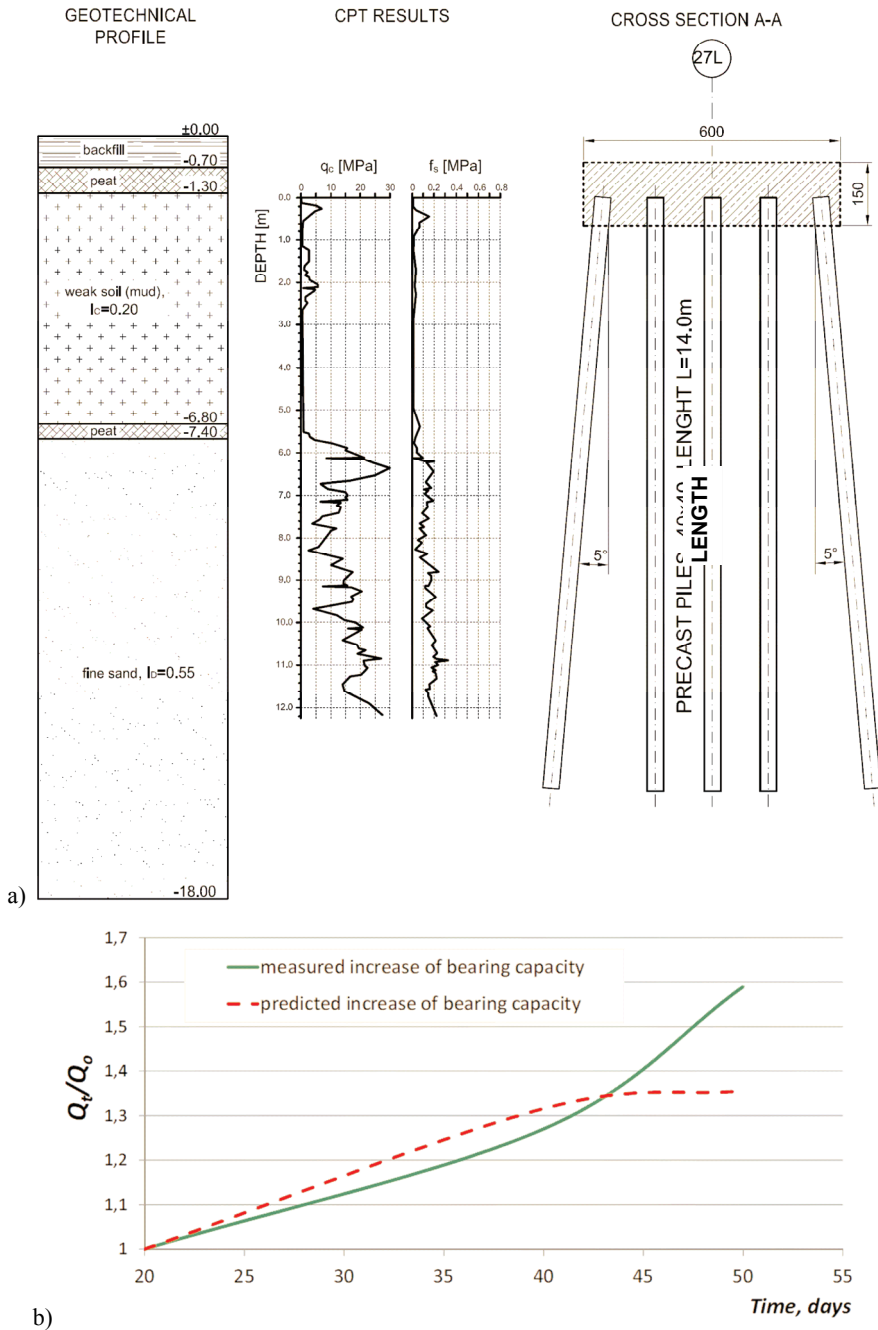 GEOTECHNICAL
PROFILE
CPT RESULTS
CROSS SECTION A-A
27L
±0.00
backfill
-0.70
peat
-1.30
weak soil (mud),
IC=0.20
-6.80
peat
-7.40
fine sand, ID=0.55
-18.00
qc [MPa]
fs [MPa]
0 10 20 30
0 0.2 0.4 0.6 0.8
DEPTH [m]
0.0
1.0
2.0
3.0
4.0
5.0
6.0
7.0
8.0
9.0
10.0
11.0
12.0
600
150
PRECAST PILES 40x40, LENGHT L=14.0m
LENGTH
5°
5°
a)
1,7
1,6
1,5
1,4
1,3
1,2
1,1
1
Qt/Qo
measured increase of bearing capacity
predicted increase of bearing capacity
20 25 30 35 40 45 50 55
Time, days
b)